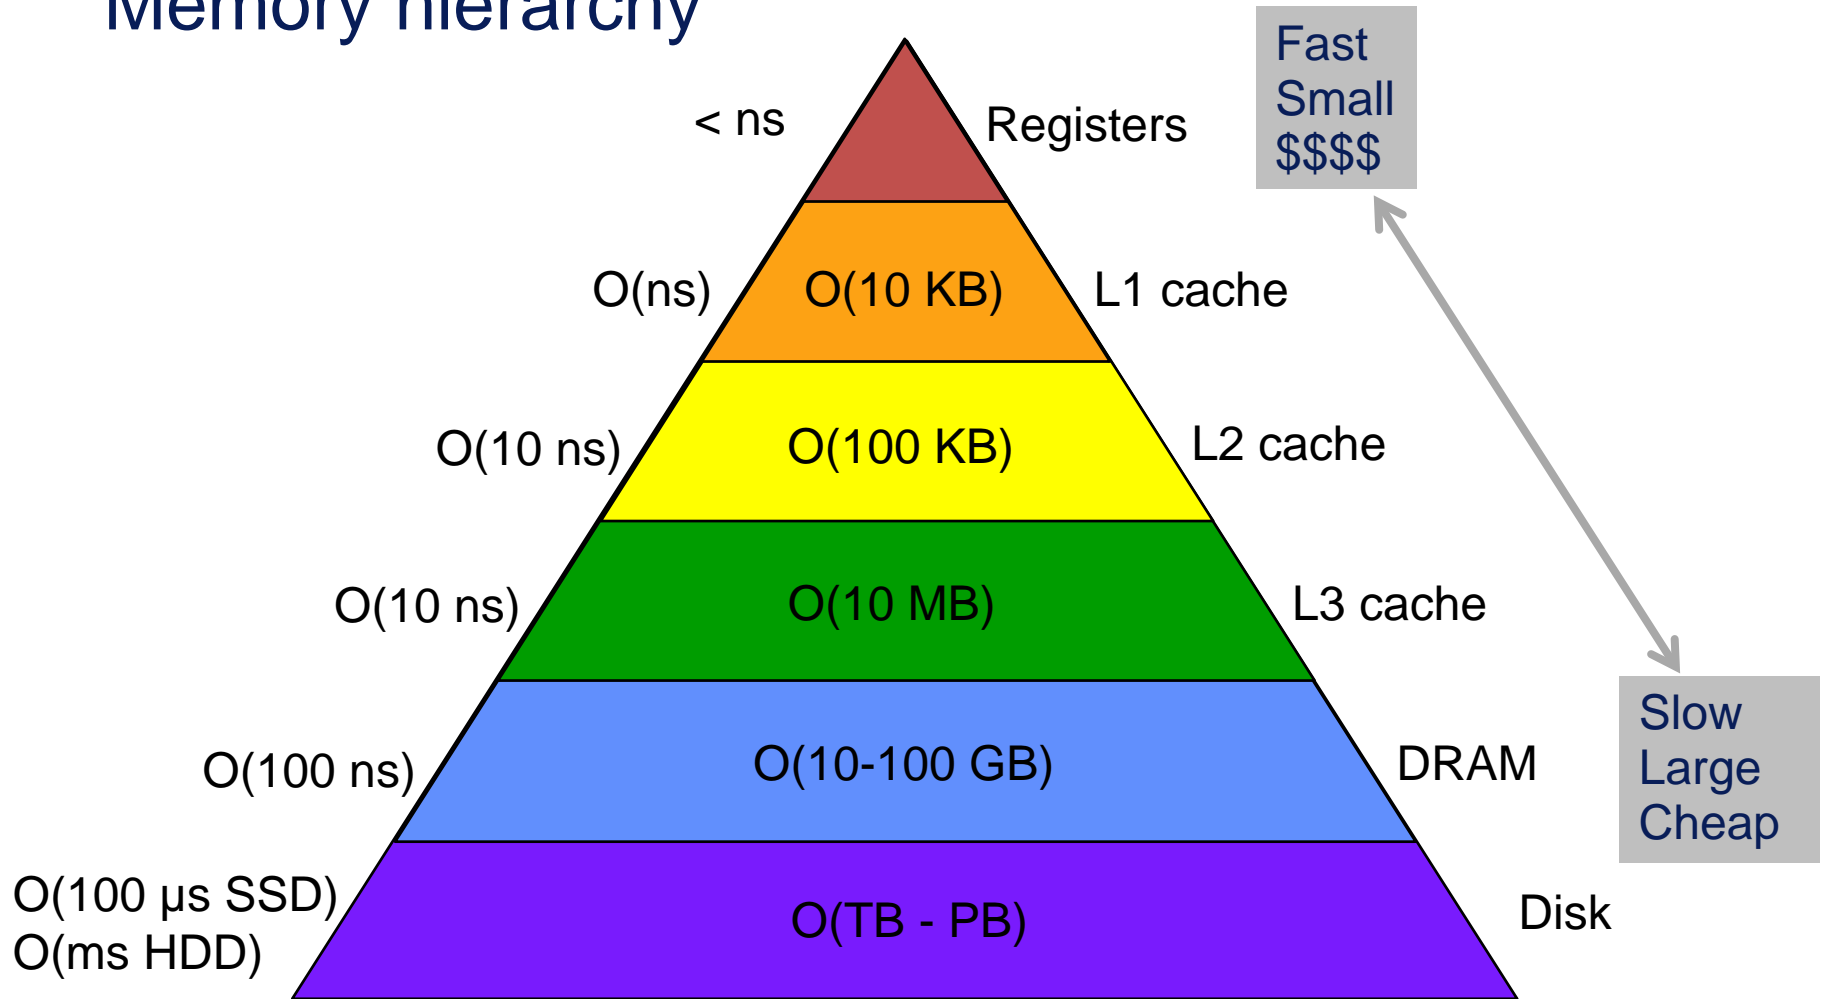 Memory hierarchy
Fast
Small
$$$$
< ns
Registers
O(ns)
O(10 KB)
L1 cache
O(10 ns)
O(100 KB)
L2 cache
O(10 ns)
O(10 MB)
L3 cache
O(100 ns)
O(10-100 GB)
DRAM
Slow
Large
Cheap
O(100 µs SSD)
O(ms HDD)
O(TB - PB)
Disk